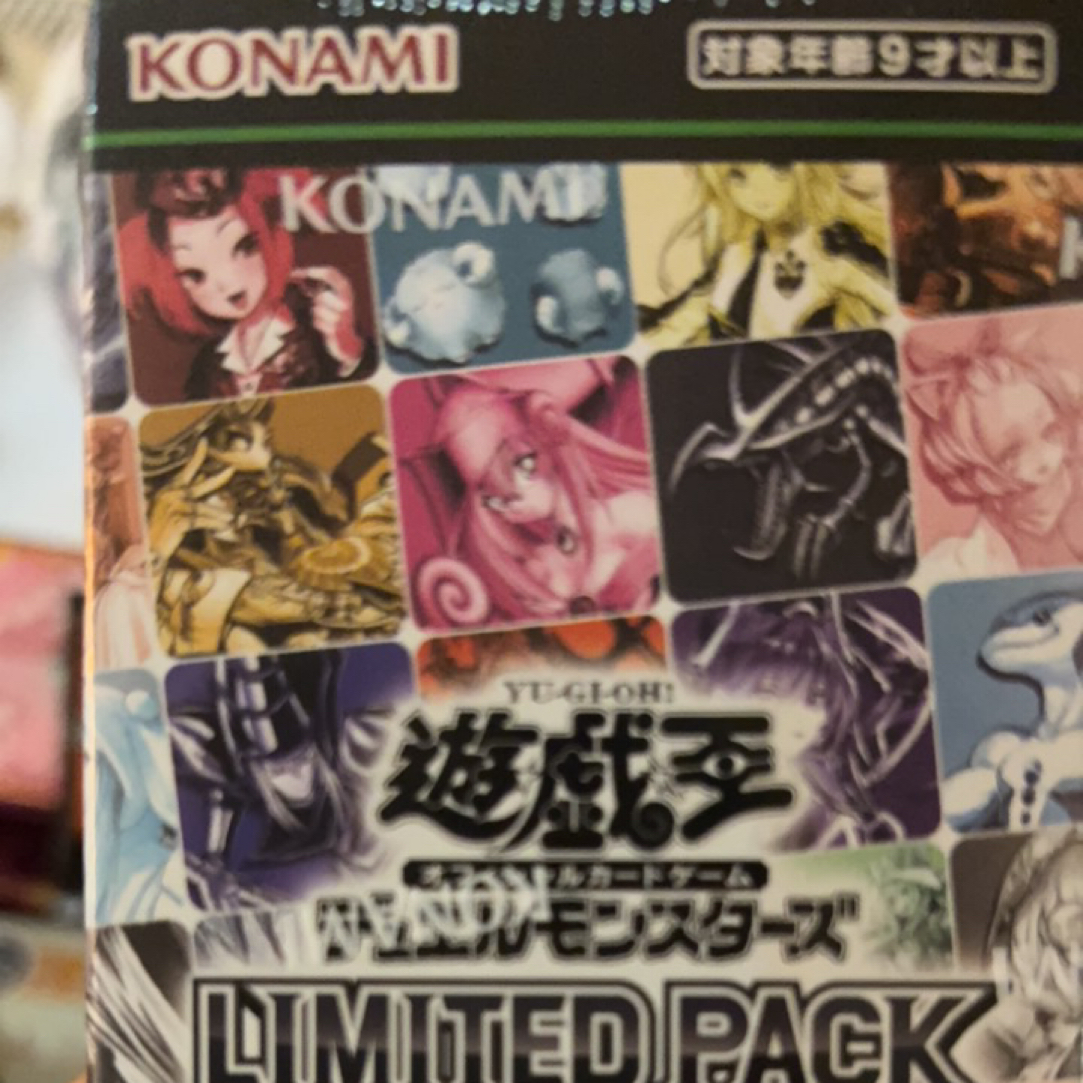 KONAMI
対象年齢9才以上
KONAMI
YU-GI-OH!
遊戯王
オフィシャルカードゲーム
デュエルモンスターズ
LIMITED PACK